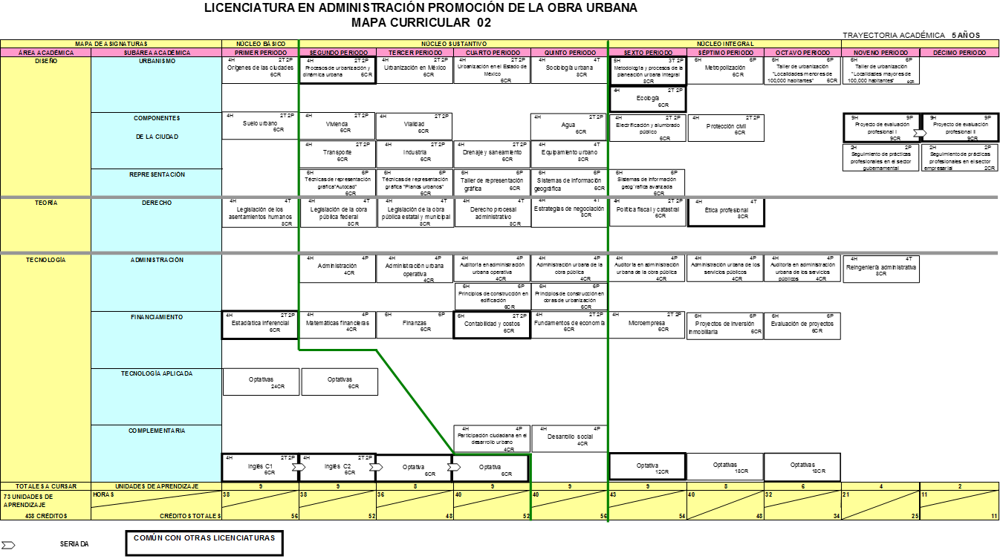 LICENCIATURA EN ADMINISTRACIÓN PROMOCIÓN DE LA OBRA URBANA
MAPA CURRICULAR 02
TRAYECTORIA ACADÉMICA 5 AÑOS
MAPA DE ASIGNATURAS NÚCLEO BÁSICO NÚCLEO SUSTANTIVO NÚCLEO INTEGRAL
ÁREA ACADÉMICA SUBÁREA ACADÉMICA PRIMER PERIODO SEGUNDO PERIODO TERCER PERIODO CUARTO PERIODO QUINTO PERIODO SEXTO PERIODO SÉPTIMO PERIODO OCTAVO PERIODO NOVENO PERIODO DÉCIMO PERIODO
DISEÑO
URBANISMO
4H 2T 2P
Orígenes de las ciudades
6CR
4H 2T 2P
Procesos de urbanización y
dinámica urbana 6CR
4H 2T 2P
Urbanización en México
6CR
4H 2T 2P
Urbanización en el Estado de
México
6CR
4H 4T
Sociología urbana
8CR
5H 3T 2P
Metodología y procesos de la
planeación urbana integral
8CR
6H 6P
Metropolización
6CR
6H 6P
Taller de urbanización
"Localidades menores de
100,000 habitantes" 6CR
6H 6P
Taller de urbanización
"Localidades mayores de
100,000 habitantes" 6CR
4H 2T 2P
Ecología
6CR
COMPONENTES
DE LA CIUDAD
4H 2T 2P
Suelo urbano
6CR
4H 2T 2P
Vivienda
6CR
4H 2T 2P
Vialidad
6CR
4H 2T 2P
Agua
6CR
4H 2T 2P
Electrificación y alumbrado
público 6CR
4H 2T 2P
Protección civil
6CR
9H 9P
Proyecto de evaluación
profesional I
9CR
9H 9P
Proyecto de evaluación
profesional II
9CR
4H 2T 2P
Transporte
6CR
4H 2T 2P
Industria
6CR
4H 2T 2P
Drenaje y saneamiento
6CR
4H 4T
Equipamiento urbano
8CR
2H 2P
Seguimiento de prácticas
profesionales en el sector
gubernamental
2H 2P
Seguimiento de prácticas
profesionales en el sector
empresarial 2CR
REPRESENTACIÓN
6H 6P
Técnicas de representación
gráfica"Autocad"
6CR
6H 6P
Técnicas de representación
gráfica "Planos urbanos"
6CR
6H 6P
Taller de representación
gráfica 6CR
6H 6P
Sistemas de información
geográfica 6CR
6H 6P
Sistemas de información
geográfica avanzada
6CR
TEORÍA
DERECHO
4H 4T
Legislación de los
asentamientos humanos
8CR
4H 4T
Legislación de la obra
pública federal
8CR
4H 4T
Legislación de la obra
pública estatal y municipal
8CR
4H 4T
Derecho procesal
administrativo
8CR
4H 4T
Estrategias de negociación
8CR
4H 2T 2P
Política fiscal y catastral
6CR
4H 4T
Ética profesional
8CR
TECNOLOGÍA
ADMINISTRACIÓN
4H 4P
Administración
4CR
4H 4P
Administración urbana
operativa
4CR
4H 4P
Auditoría en administración
urbana operativa
4CR
4H 4P
Administración urbana de la
obra pública
4CR
4H 4P
Auditoría en administración
urbana de la obra pública
4CR
4H 4P
Administración urbana de los
servicios públicos
4CR
4H 4P
Auditoría en administración
urbana de los servicios
públicos 4CR
4H 4T
Reingeniería administrativa
8CR
6H 6P
Principios de construcción en
edificación
6CR
6H 6P
Principios de construcción en
obras de urbanización
6CR
FINANCIAMIENTO
4H 2T 2P
Estadística inferencial
6CR
4H 4P
Matemáticas financieras
4CR
6H 6P
Finanzas
6CR
6H 2T 2P
Contabilidad y costos
6CR
4H 2T 2P
Fundamentos de economía
6CR
4H 2T 2P
Microempresa
6CR
6H 6P
Proyectos de inversión
inmobiliaria 6CR
6H 6P
Evaluación de proyectos
6CR
TECNOLOGÍA APLICADA
Optativas
24CR
Optativas
6CR
COMPLEMENTARIA
4H 4P
Participación ciudadana en el
desarrollo urbano
4CR
4H 4P
Desarrollo social
4CR
4H 2T 2P
Inglés C1
6CR
4H 2T 2P
Inglés C2
6CR
Optativa
6CR
Optativa
6CR
Optativa
12CR
Optativas
18CR
Optativas
18CR
TOTALES A CURSAR UNIDADES DE APRENDIZAJE 9 9 9 9 9 9 8 6 4 2
73 UNIDADES DE
APRENDIZAJE
HORAS 38 38 36 40 40 43 40 32 21 11
438 CRÉDITOS CRÉDITOS TOTALES 56 52 48 52 56 54 48 34 25 11
SERIADA
COMÚN CON OTRAS LICENCIATURAS